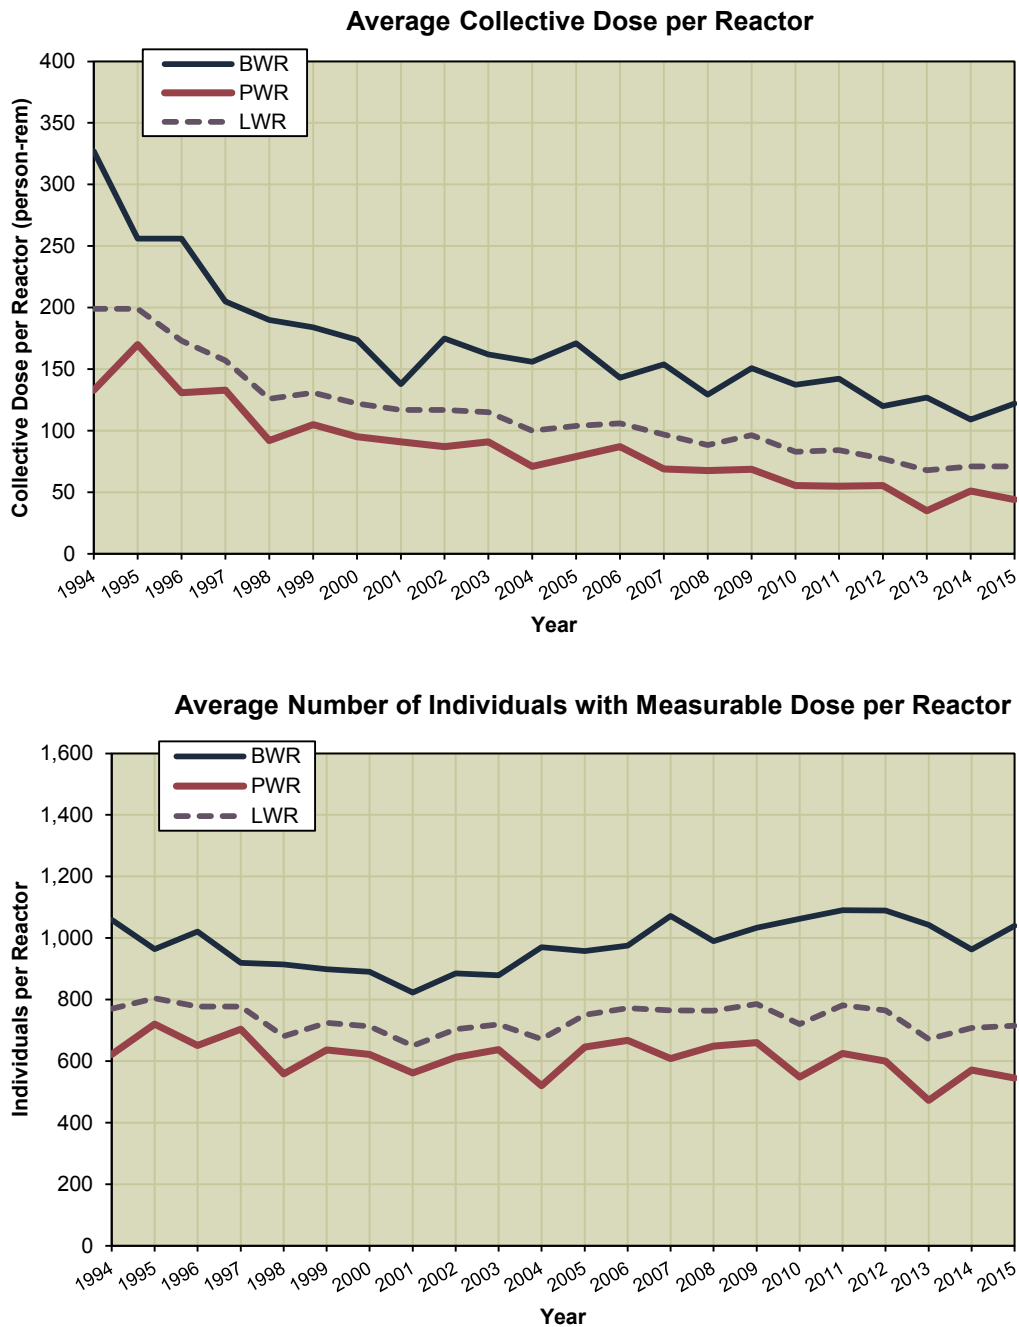 Average Collective Dose per Reactor
BWR
PWR
LWR
Collective Dose per Reactor (person-rem)
400
350
300
250
200
150
100
50
0
1994 1995 1996 1997 1998 1999 2000 2001 2002 2003 2004 2005 2006 2007 2008 2009 2010 2011 2012 2013 2014 2015
Year
Average Number of Individuals with Measurable Dose per Reactor
BWR
PWR
LWR
Individuals per Reactor
1,600
1,400
1,200
1,000
800
600
400
200
0
1994 1995 1996 1997 1998 1999 2000 2001 2002 2003 2004 2005 2006 2007 2008 2009 2010 2011 2012 2013 2014 2015
Year